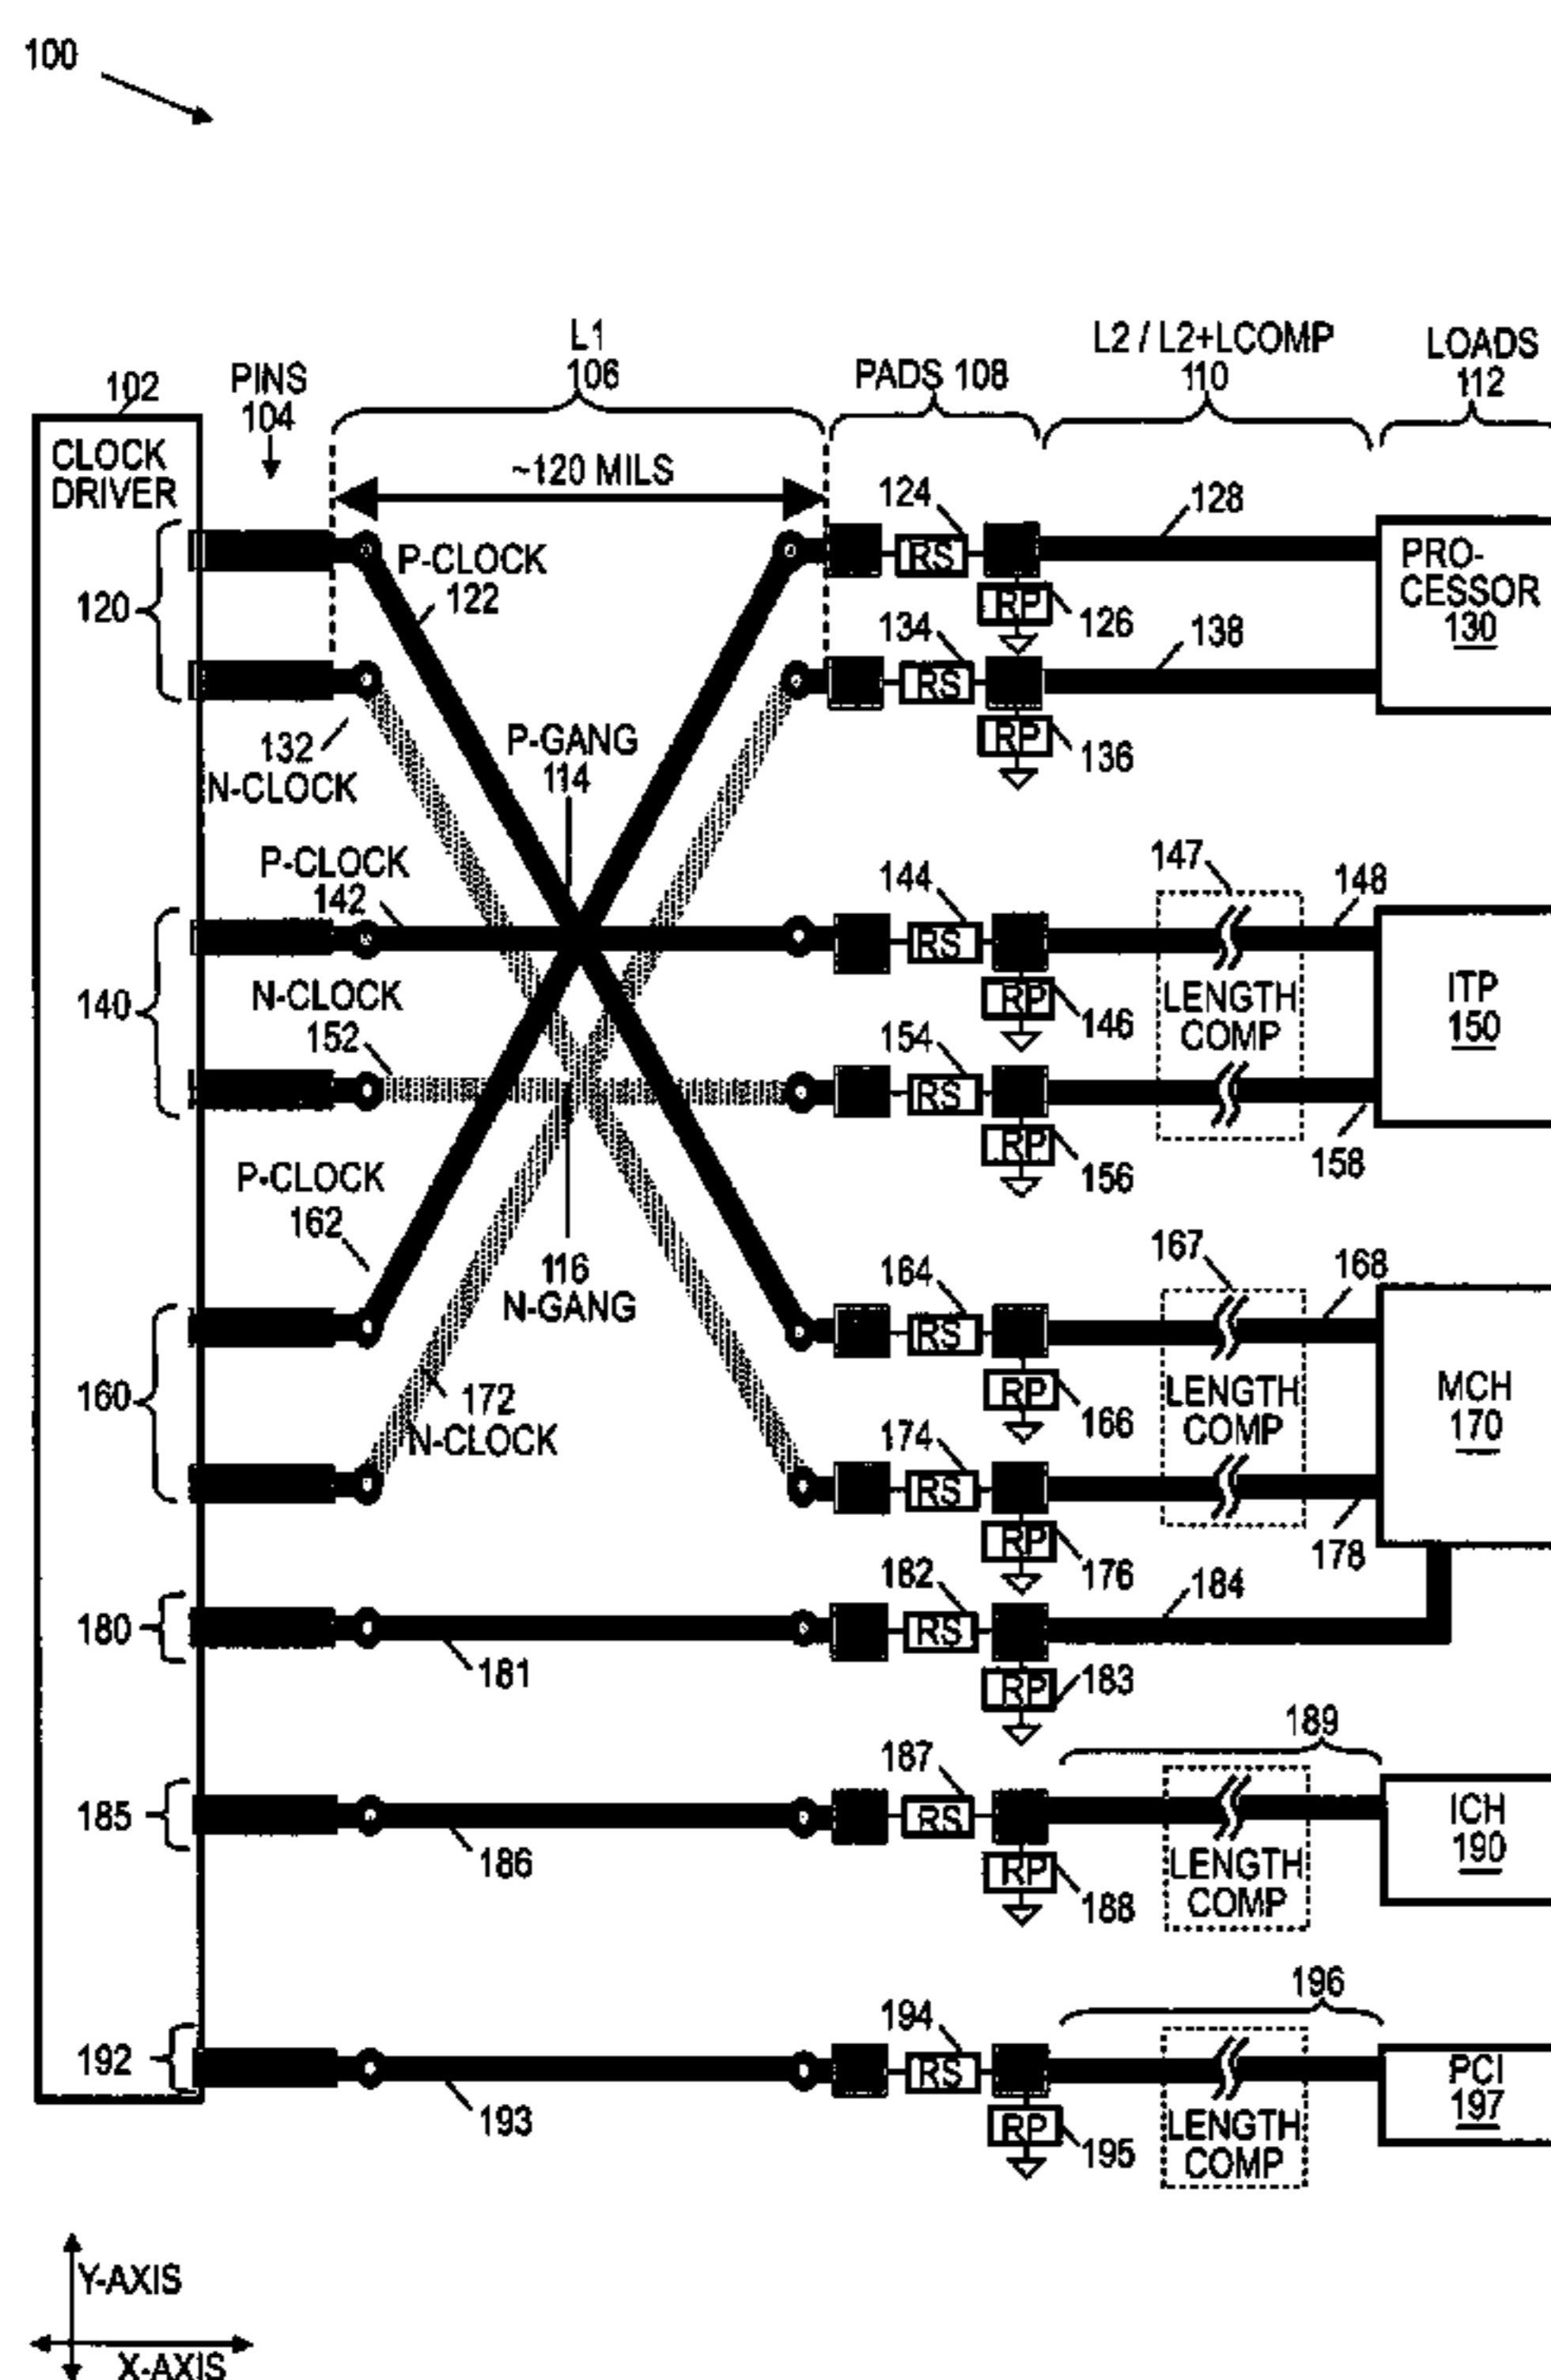 100
L1
106
L2 / L2+LCOMP
110
LOADS
112
PINS
104
PADS 108
102
CLOCK
DRIVER
~120 MILS
124
128
120
P-CLOCK
122
RS
PRO-
CESSOR
130
RP
126
134
138
RS
132
N-CLOCK
P-GANG
114
RP
136
P-CLOCK
142
144
147
148
140
N-CLOCK
152
RS
RP
146
LENGTH
COMP
ITP
150
154
RS
RP
156
158
P-CLOCK
162
116
N-GANG
164
167
168
160
172
N-CLOCK
RS
RP
166
LENGTH
COMP
MCH
170
174
RS
RP
176
178
182
184
180
181
RS
RP
183
189
187
185
186
RS
RP
188
LENGTH
COMP
ICH
190
196
194
192
193
RS
RP
195
LENGTH
COMP
PCI
197
Y-AXIS
X-AXIS